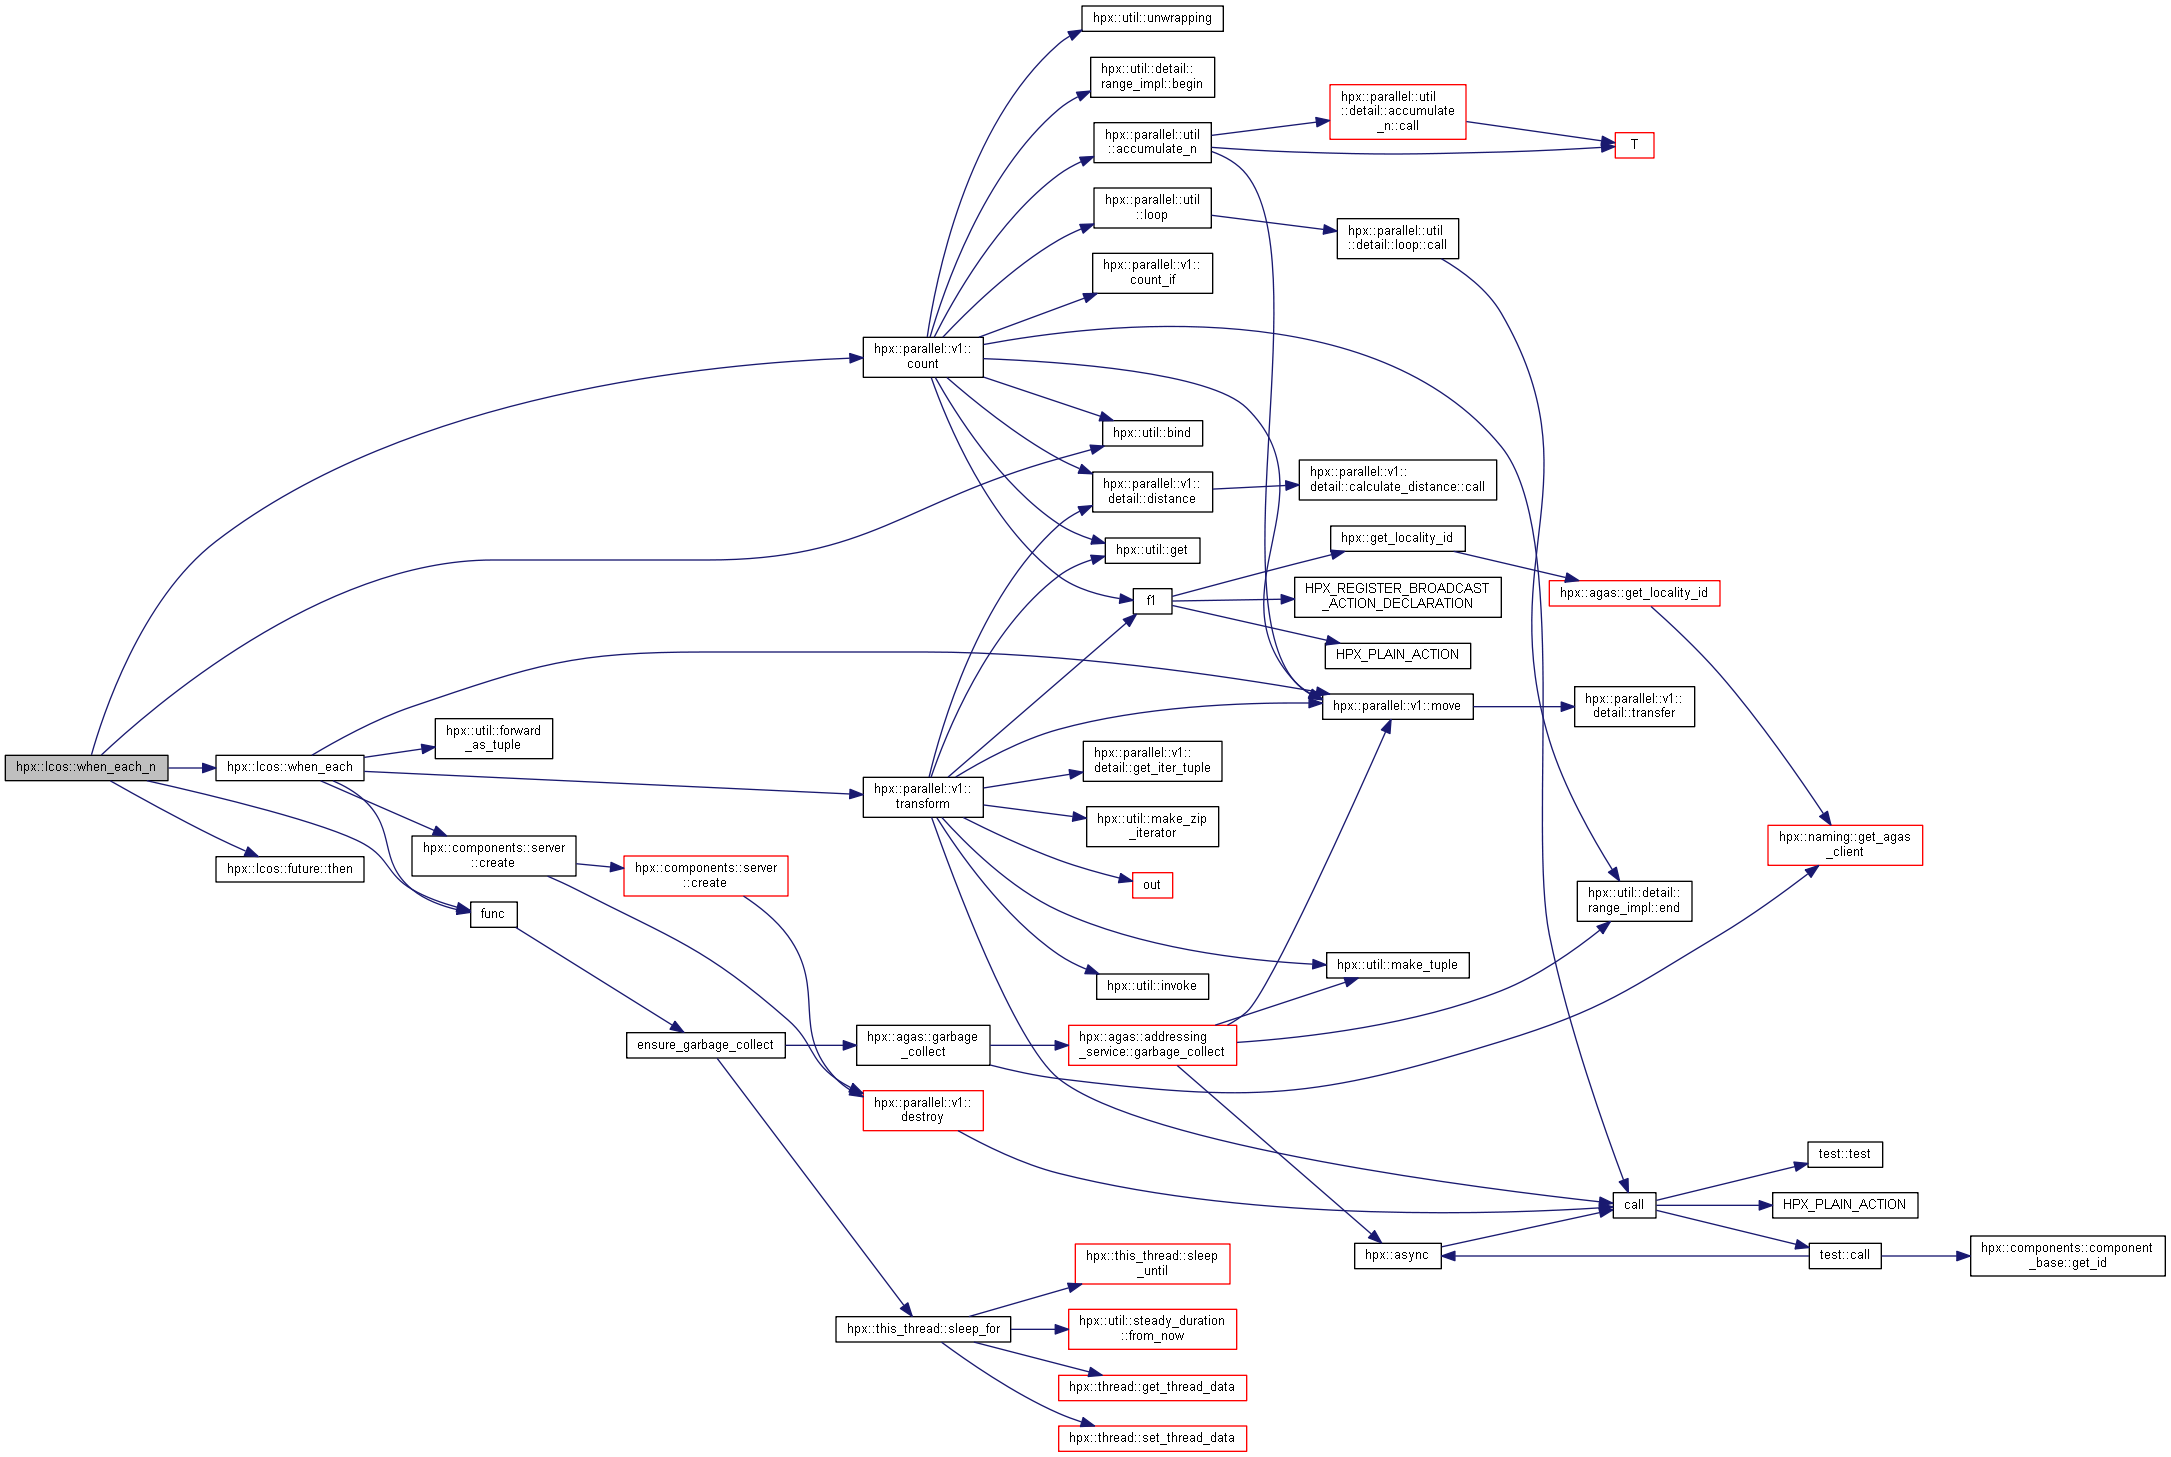 hpx::util::unwrapping
hpx::util::detail::
range_impl::begin
hpx::parallel::util
::detail::accumulate
_n::call
hpx::parallel::util
::accumulate_n
T
hpx::parallel::util
::loop
hpx::parallel::util
::detail::loop::call
hpx::parallel::v1::
count_if
hpx::parallel::v1::
count
hpx::util::bind
hpx::parallel::v1::
detail::distance
hpx::parallel::v1::
detail::calculate_distance::call
hpx::util::get
hpx::get_locality_id
hpx::agas::get_locality_id
f1
HPX_REGISTER_BROADCAST
_ACTION_DECLARATION
HPX_PLAIN_ACTION
hpx::parallel::v1::move
hpx::parallel::v1::
detail::transfer
hpx::util::forward
_as_tuple
hpx::lcos::when_each_n
hpx::lcos::when_each
hpx::parallel::v1::
detail::get_iter_tuple
hpx::parallel::v1::
transform
hpx::util::make_zip
_iterator
hpx::naming::get_agas
_client
hpx::components::server
::create
hpx::components::server
::create
hpx::lcos::future::then
out
hpx::util::detail::
range_impl::end
func
hpx::util::make_tuple
hpx::util::invoke
ensure_garbage_collect
hpx::agas::garbage
_collect
hpx::agas::addressing
_service::garbage_collect
hpx::parallel::v1::
destroy
test::test
call
HPX_PLAIN_ACTION
hpx::async
test::call
hpx::components::component
_base::get_id
hpx::this_thread::sleep
_until
hpx::this_thread::sleep_for
hpx::util::steady_duration
::from_now
hpx::thread::get_thread_data
hpx::thread::set_thread_data